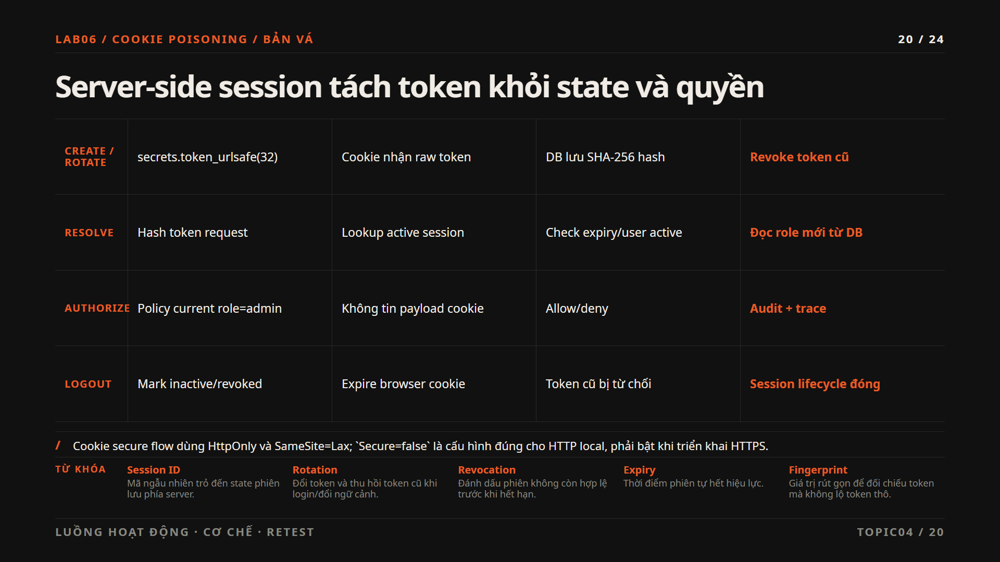 LAB06 / COOKIE POISONING / BẢN VÁ
20 / 24
Server-side session tách token khỏi state và quyền
CREATE /
ROTATE
secrets.token_urlsafe(32)
Cookie nhận raw token
DB lưu SHA-256 hash
Revoke token cũ
RESOLVE
Hash token request
Lookup active session
Check expiry/user active
Đọc role mới từ DB
AUTHORIZE
Policy current role=admin
Không tin payload cookie
Allow/deny
Audit + trace
LOGOUT
Mark inactive/revoked
Expire browser cookie
Token cũ bị từ chối
Session lifecycle đóng
/ Cookie secure flow dùng HttpOnly và SameSite=Lax; `Secure=false` là cấu hình đúng cho HTTP local, phải bật khi triển khai HTTPS.
TỪ KHÓA
Session ID
Mã ngẫu nhiên trỏ đến state phiên
lưu phía server.
Rotation
Đổi token và thu hồi token cũ khi
login/đổi ngữ cảnh.
Revocation
Đánh dấu phiên không còn hợp lệ
trước khi hết hạn.
Expiry
Thời điểm phiên tự hết hiệu lực.
Fingerprint
Giá trị rút gọn để đối chiếu token
mà không lộ token thô.
LUỒNG HOẠT ĐỘNG · CƠ CHẾ · RETEST
TOPIC04 / 20